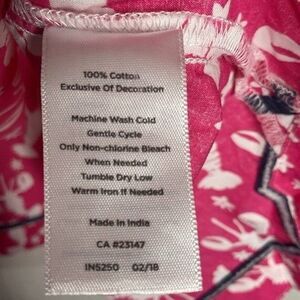 100% Cotton
Exclusive Of Decoration
Machine Wash Cold
Gentle Cycle
Only Non-chlorine Bleach
When Needed
Tumble Dry Low
Warm Iron If Needed
Made In India
CA #23147
IN5250 02/18